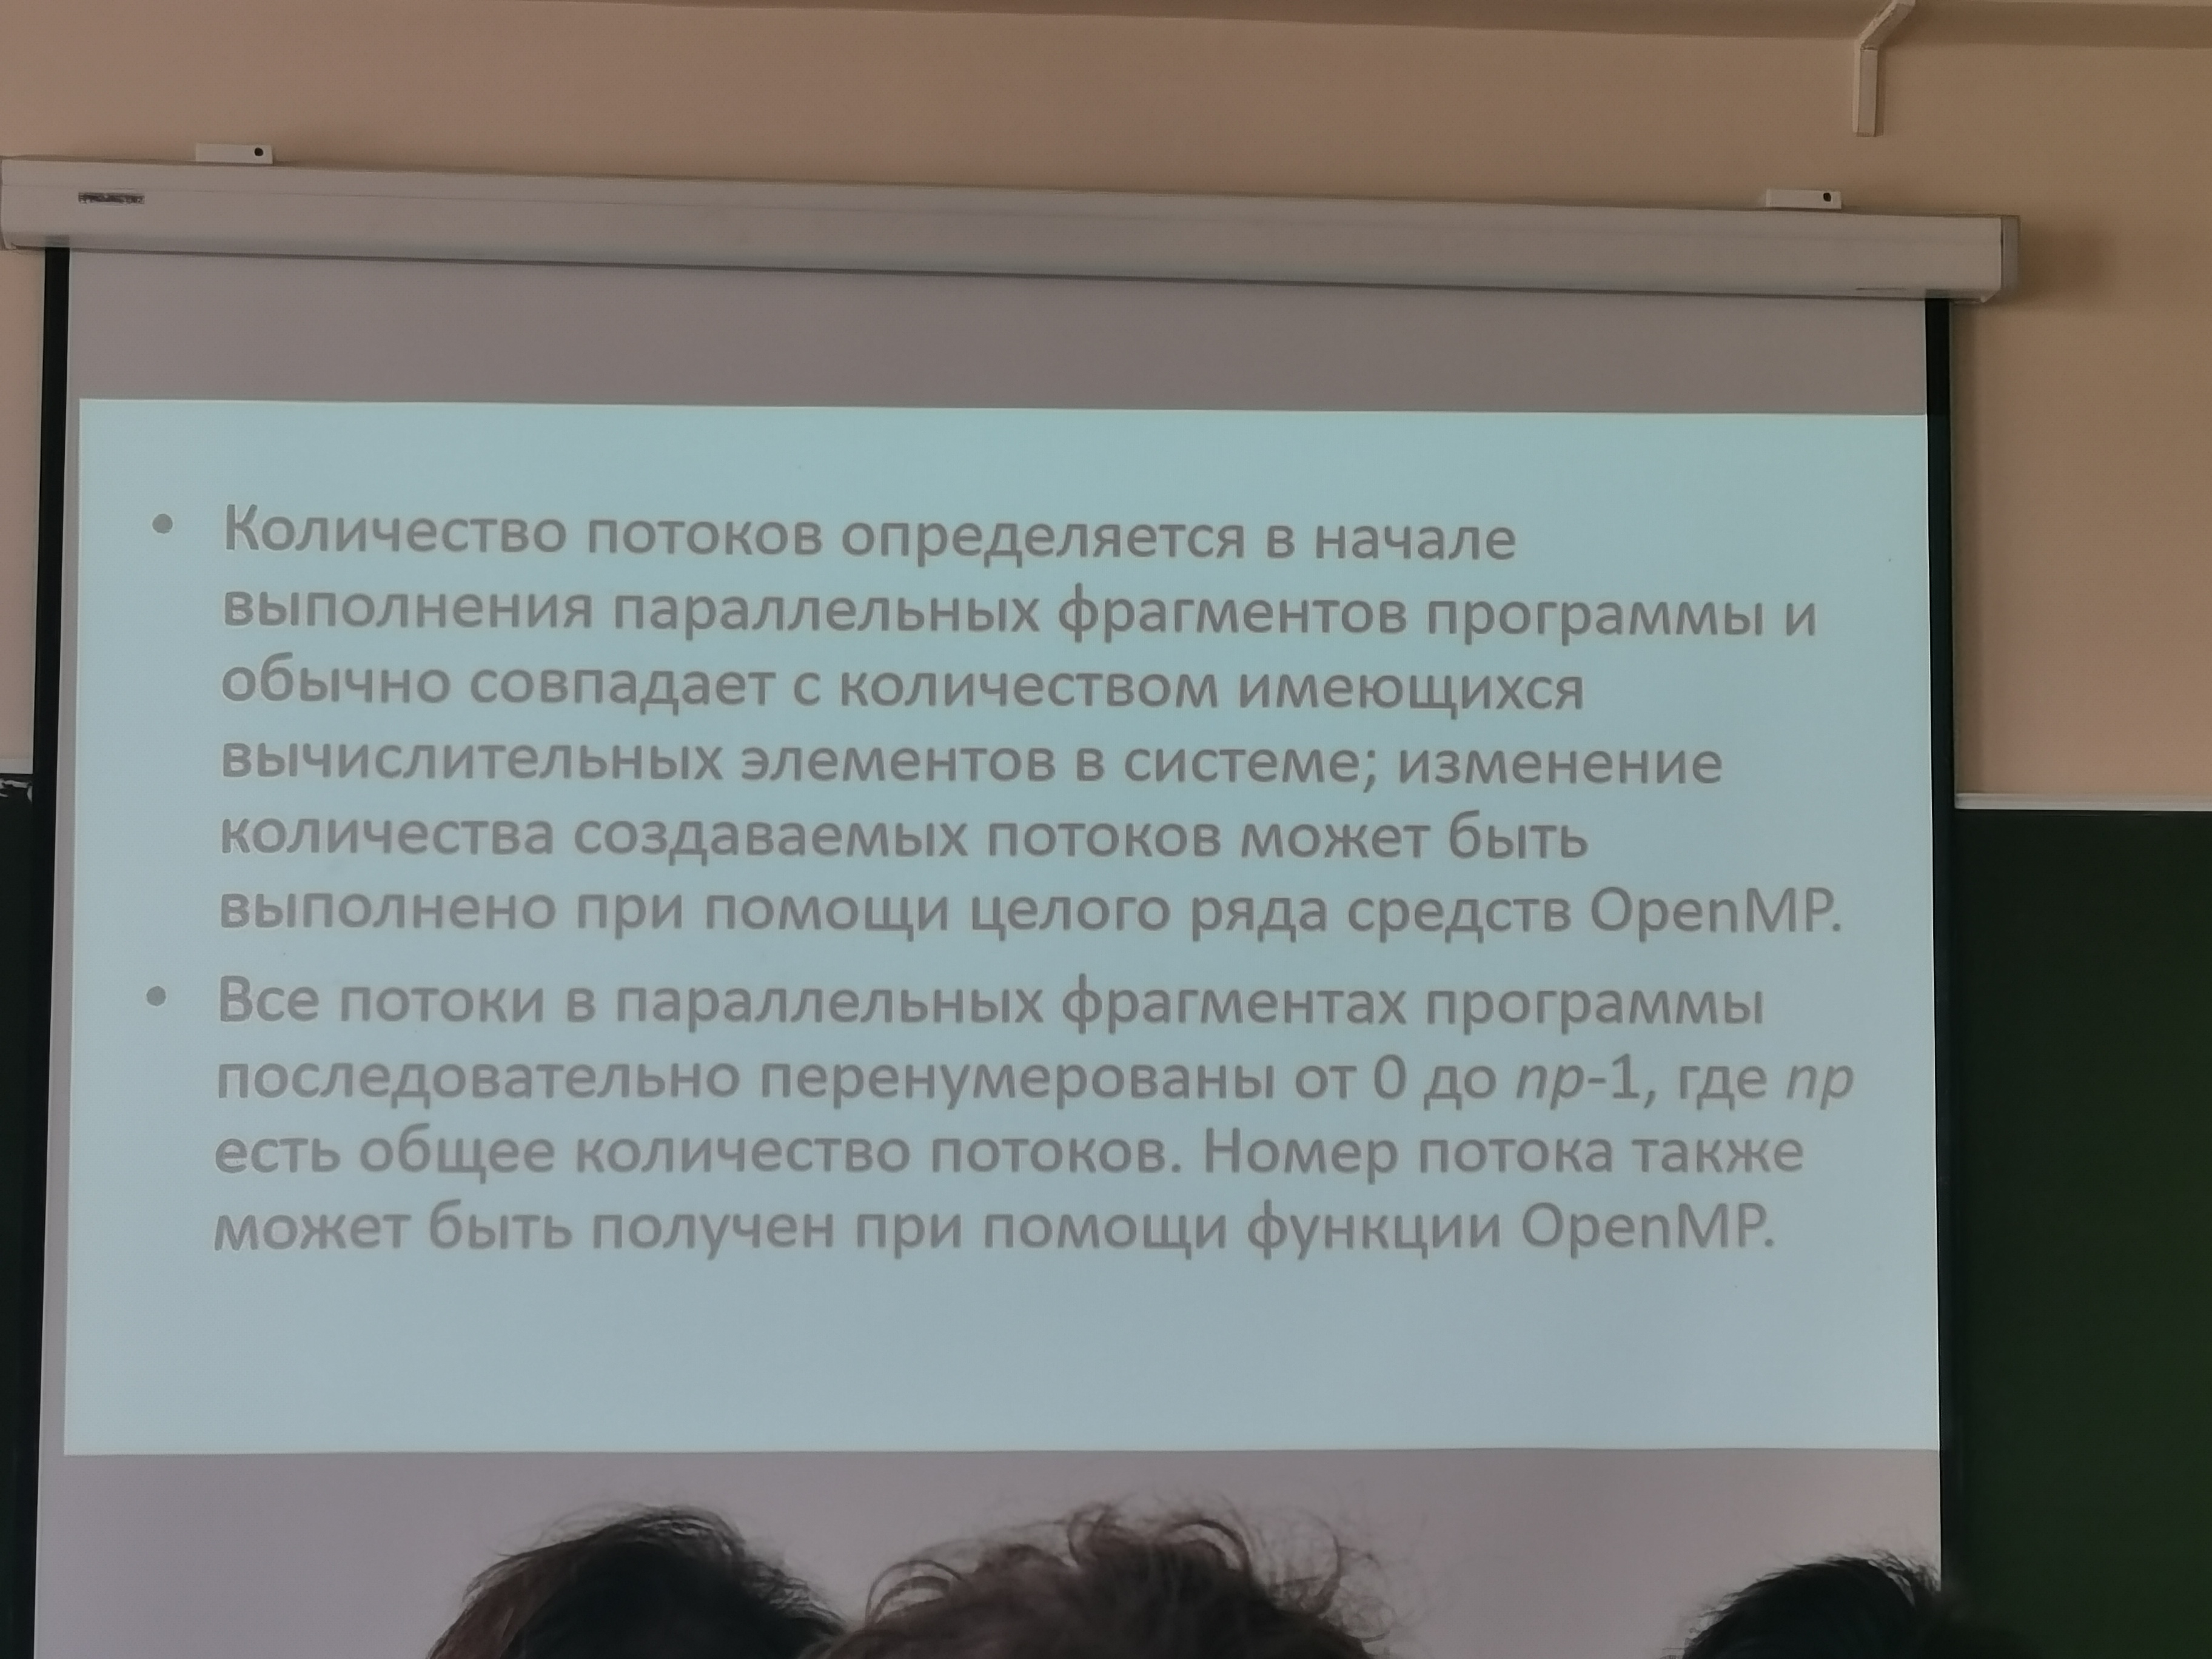 • Количество потоков определяется в начале
выполнения параллельных фрагментов программы и
обычно совпадает с количеством имеющихся
вычислительных элементов в системе; изменение
количества создаваемых потоков может быть
выполнено при помощи целого ряда средств OpenMP.
• Все потоки в параллельных фрагментах программы
последовательно перенумерованы от 0 до np-1, где np
есть общее количество потоков. Номер потока также
может быть получен при помощи функции OpenMP.